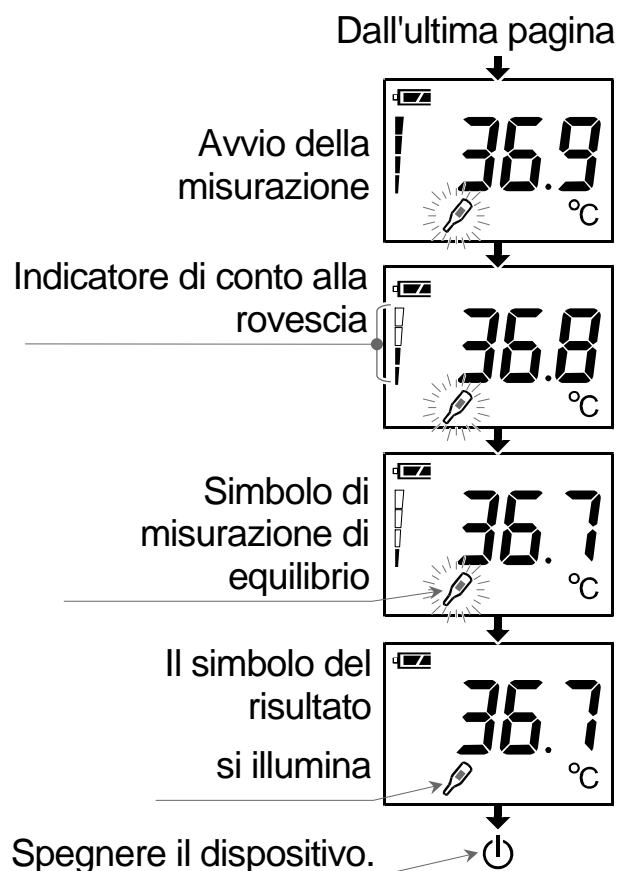 Dall'ultima pagina
Avvio della
misurazione
36.9
°C
Indicatore di conto alla
rovescia
36.8
°C
Simbolo di
misurazione di
equilibrio
36.7
°C
Il simbolo del
risultato
si illumina
36.7
°C
Spegnere il dispositivo.